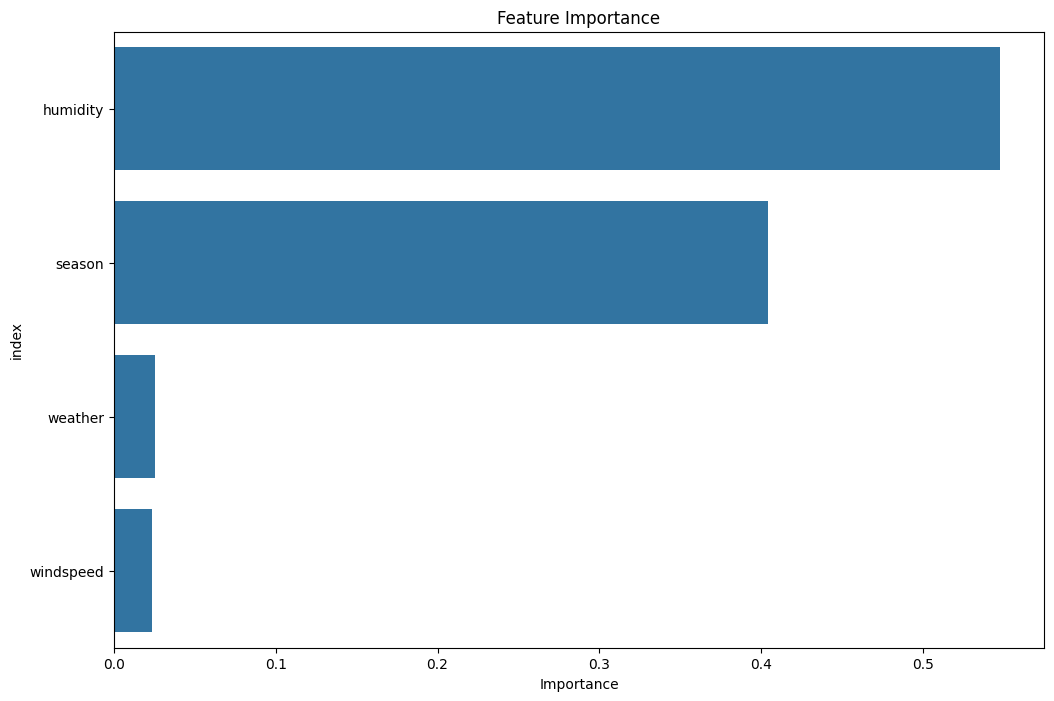 Feature Importance
humidity
season
weather
windspeed
index
0.0 0.1 0.2 0.3 0.4 0.5
Importance